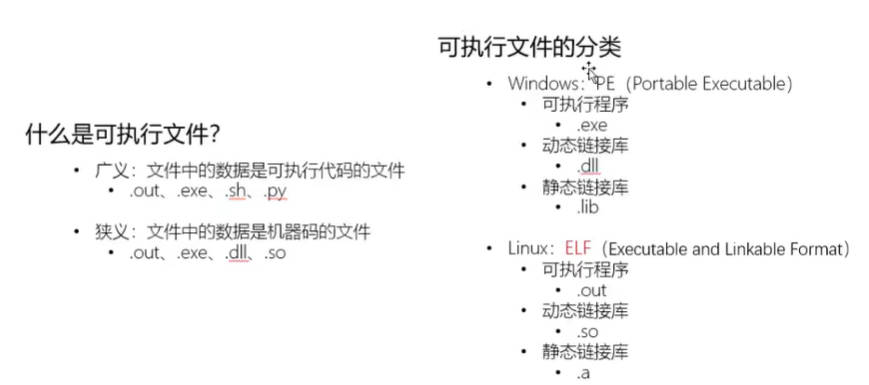 什么是可执行文件？
• 广义：文件中的数据是可执行代码的文件
• .out、.exe、.sh、.py
• 狭义：文件中的数据是机器码的文件
• .out、.exe、.dll、.so
可执行文件的分类
• Windows：PE（Portable Executable）
• 可执行程序
• .exe
• 动态链接库
• .dll
• 静态链接库
• .lib
• Linux：ELF（Executable and Linkable Format）
• 可执行程序
• .out
• 动态链接库
• .so
• 静态链接库
• .a